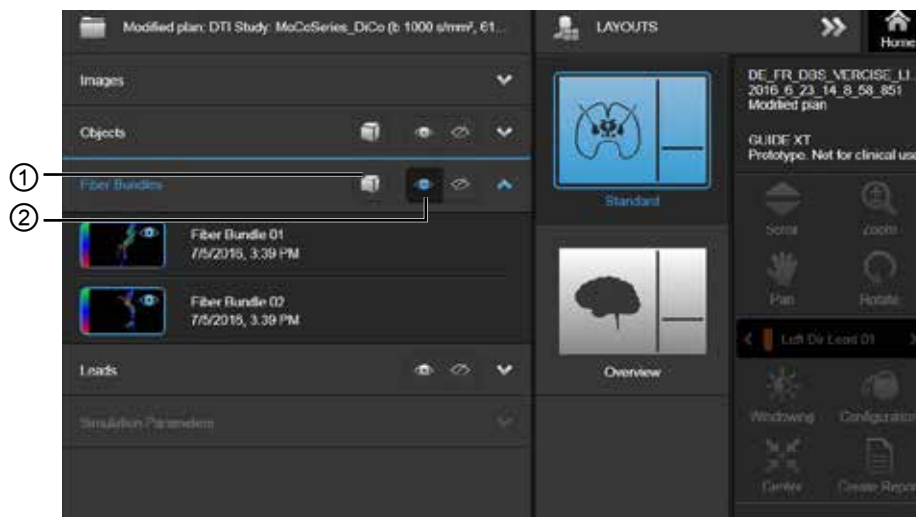 Modified plan: DTI Study: MoCoSeries_DiCo (b 1000 s/mm², 61...
Images
Objects
1
Fiber Bundles
2
Fiber Bundle 01
7/5/2016, 3:39 PM
Fiber Bundle 02
7/5/2016, 3:39 PM
Leads
Simulation Parameters
LAYOUTS
Standard
Overview
Home
DE_FR_DBS_VERCISE_LI
2016_6_23_14_8_58_851
Modified plan
GUIDE XT
Prototype. Not for clinical use
Scroll
Zoom
Pan
Rotate
Left Dir Lead 01
Windowing
Configuration
Center
Create Report